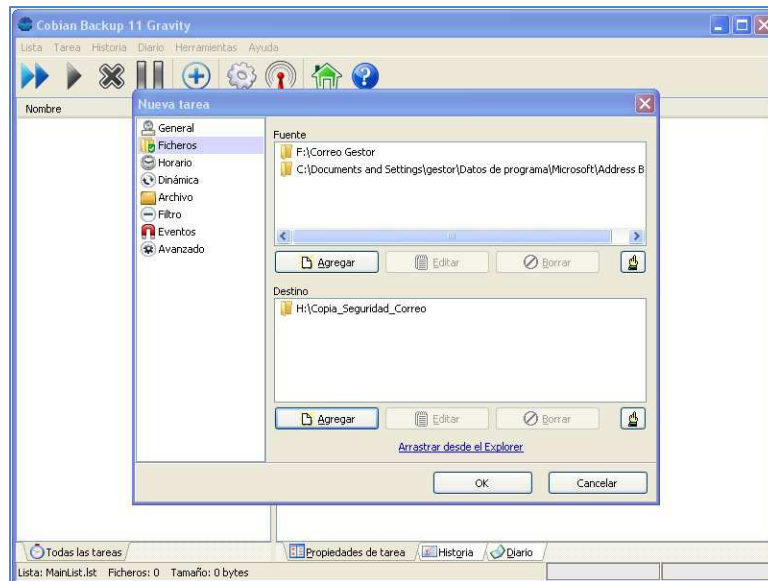 Cobian Backup 11 Gravity
Lista Tarea Historia Diario Herramientas Ayuda
Nombre
Nueva tarea
General
Ficheros
Horario
Dinámica
Archivo
Filtro
Eventos
Avanzado
Fuente
F:\Correo Gestor
C:\Documents and Settings\gestor\Datos de programa\Microsoft\Address B
Agregar Editar Borrar
Destino
H:\Copia_Seguridad_Correo
Agregar Editar Borrar
Arrastrar desde el Explorer
OK Cancelar
Todas las tareas Propiedades de tarea Historia Diario
Lista: MainList.lst Ficheros: 0 Tamaño: 0 bytes